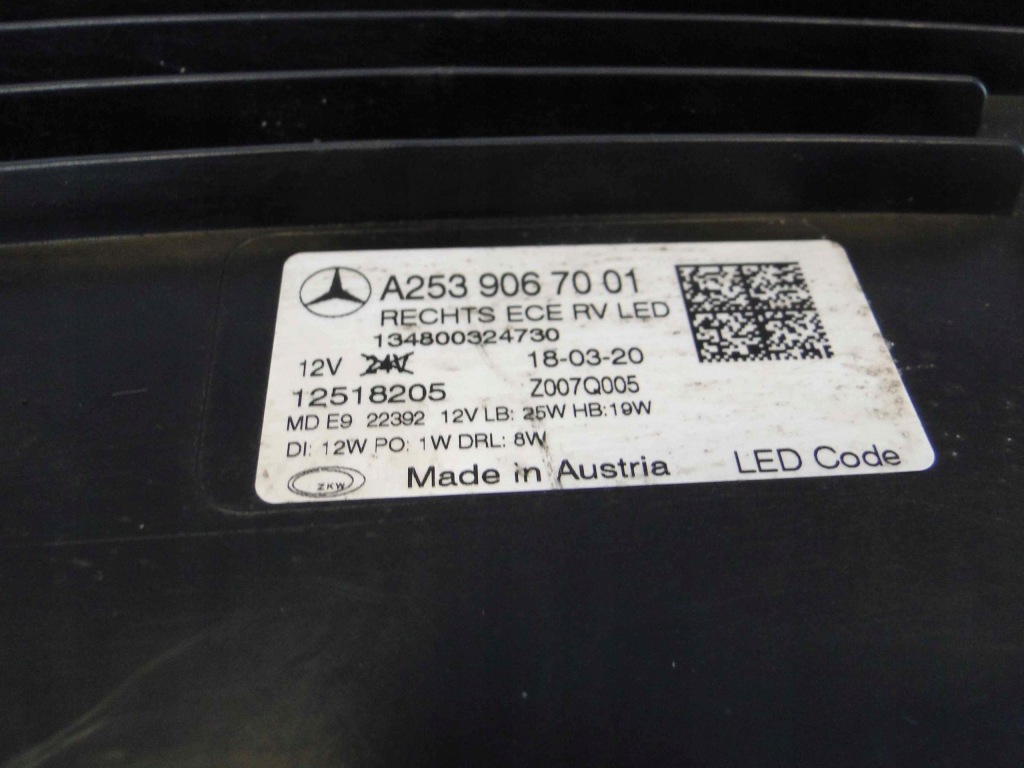 A253 906 70 01
RECHTS ECE RV LED
134800324730
12V 24V 18-03-20
12518205 Z007Q005
MD E9 22392 12V LB: 25W HB:19W
DI: 12W PO: 1W DRL: 8W
ZKW Made in Austria LED Code